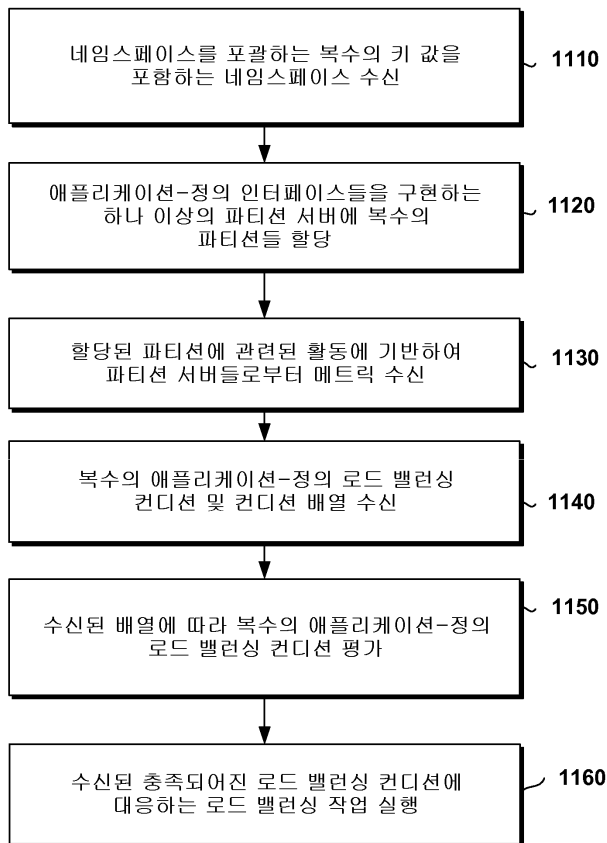 네임스페이스를 포괄하는 복수의 키 값을
포함하는 네임스페이스 수신
1110
애플리케이션-정의 인터페이스들을 구현하는
하나 이상의 파티션 서버에 복수의
파티션들 할당
1120
할당된 파티션에 관련된 활동에 기반하여
파티션 서버들로부터 메트릭 수신
1130
복수의 애플리케이션-정의 로드 밸런싱
컨디션 및 컨디션 배열 수신
1140
수신된 배열에 따라 복수의 애플리케이션-정의
로드 밸런싱 컨디션 평가
1150
수신된 충족되어진 로드 밸런싱 컨디션에
대응하는 로드 밸런싱 작업 실행
1160